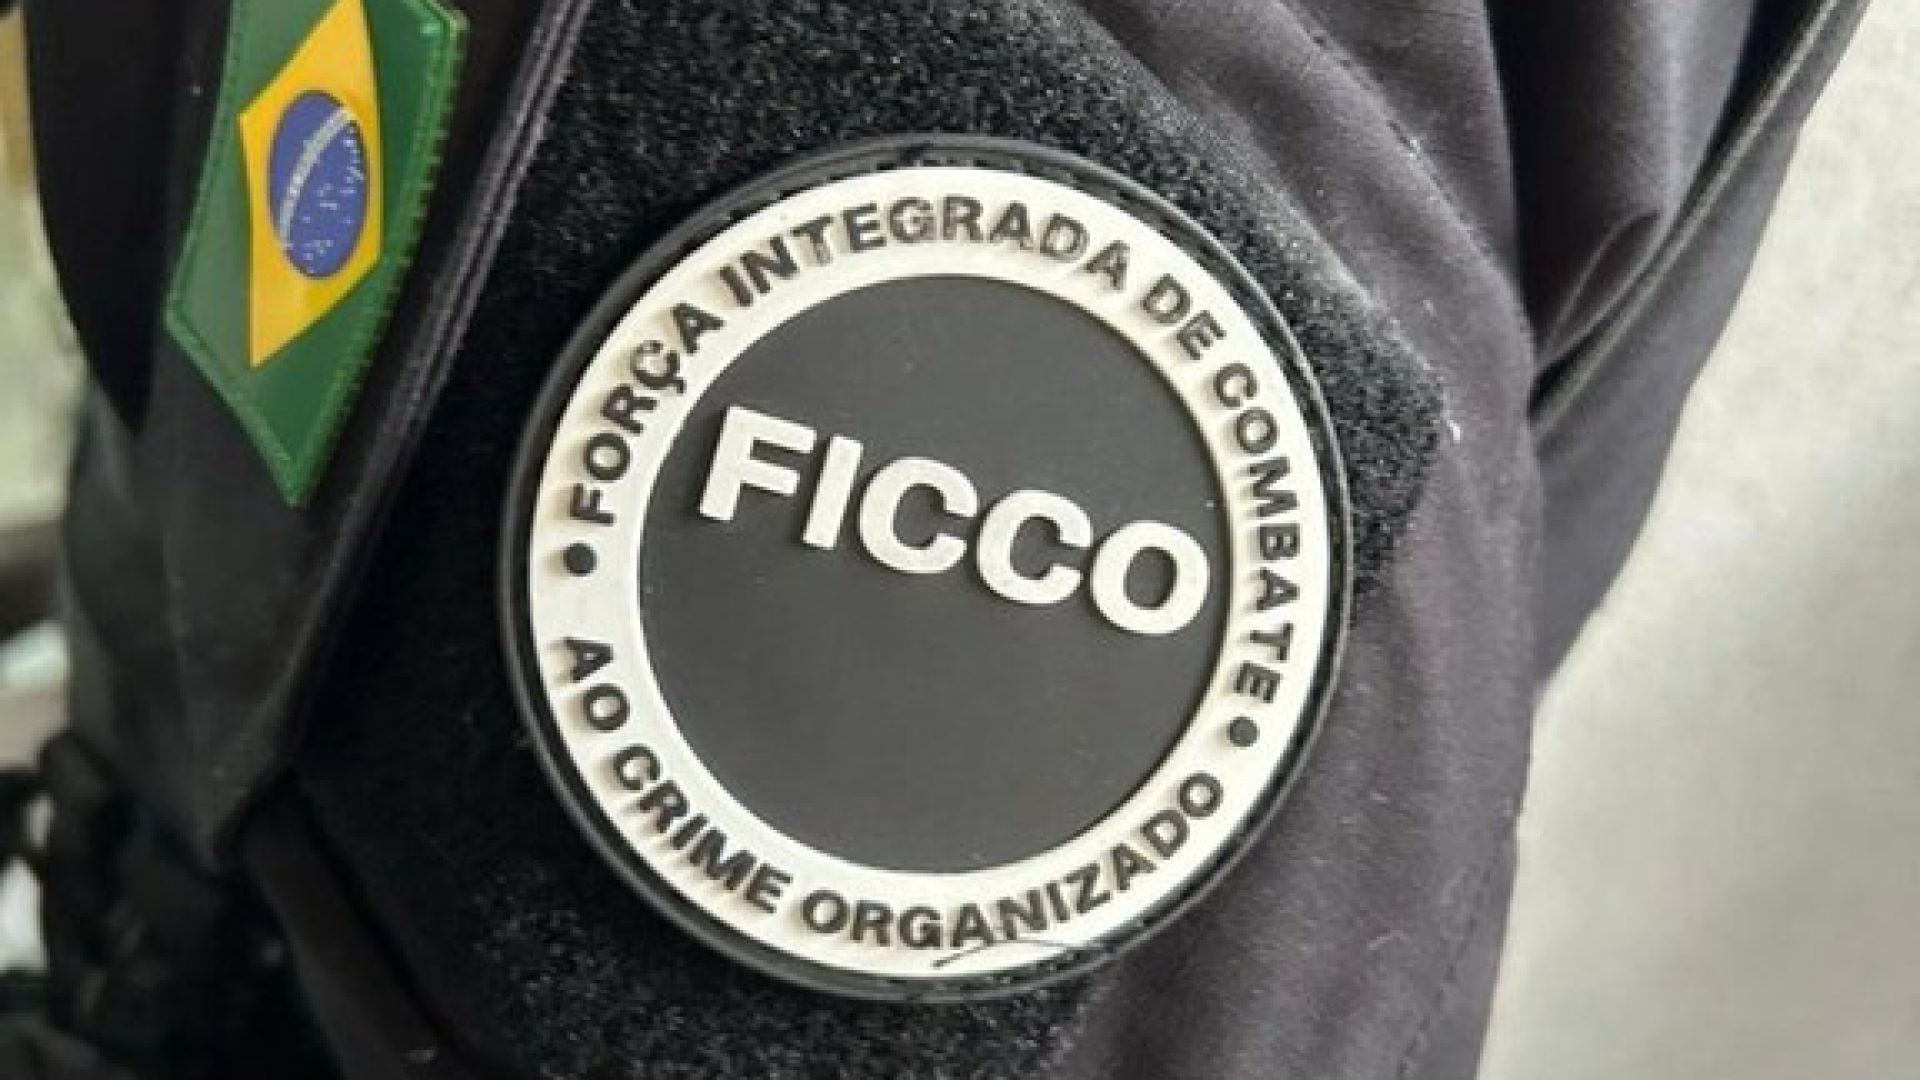 • FORÇA INTEGRADA DE COMBATE •
FICCO
AO CRIME ORGANIZADO